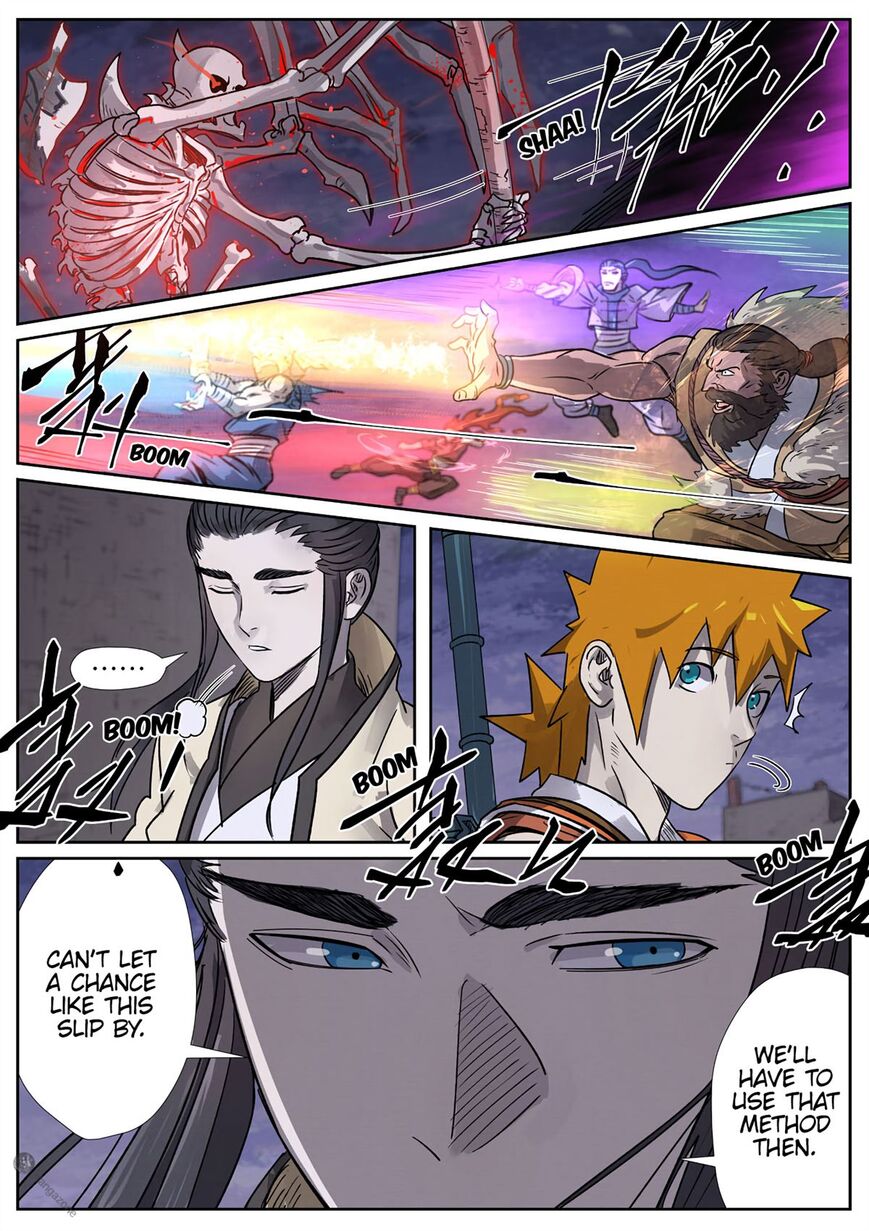 SHAA!
BOOM
......
BOOM!
BOOM
BOOM
CAN'T LET
A CHANCE
LIKE THIS
SLIP BY.
WE'LL
HAVE TO
USE THAT
METHOD
THEN.